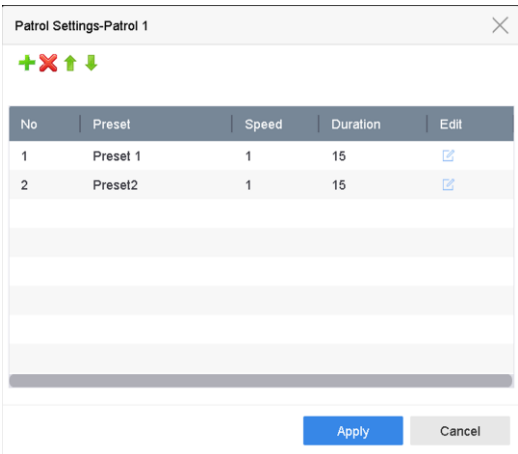 Patrol Settings-Patrol 1
No Preset Speed Duration Edit
1 Preset 1 1 15
2 Preset2 1 15
Apply Cancel